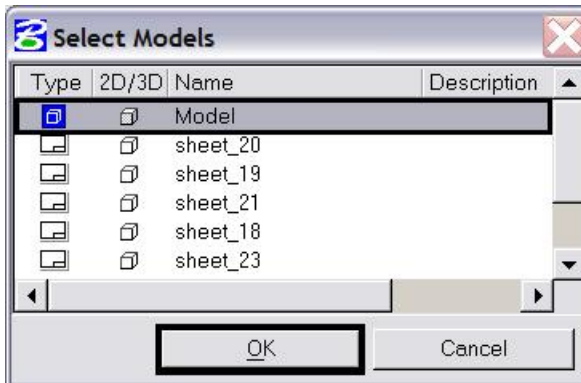 Select Models
Type 2D/3D Name Description
Model
sheet_20
sheet_19
sheet_21
sheet_18
sheet_23
OK Cancel